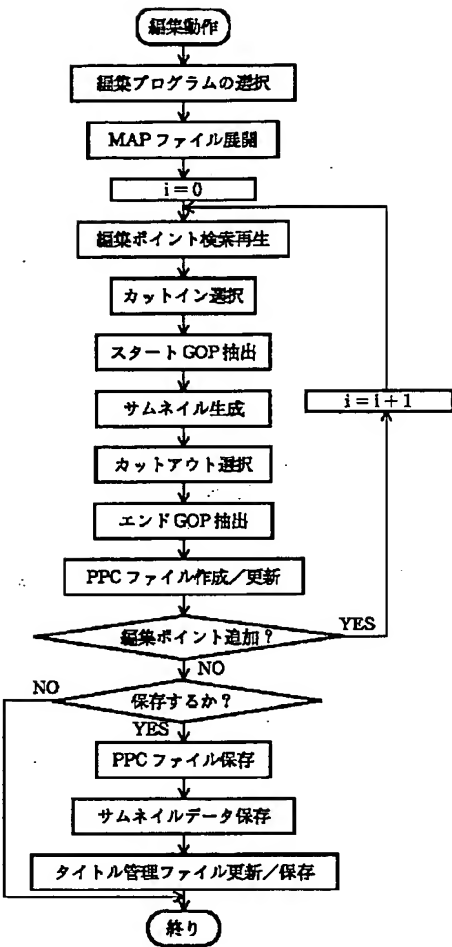 編集動作
編集プログラムの選択
MAPファイル展開
i=0
編集ポイント検索再生
カットイン選択
スタートGOP抽出
i=i+1
サムネイル生成
カットアウト選択
エンドGOP抽出
PPCファイル作成/更新
編集ポイント追加?
YES
NO
NO
保存するか?
YES
PPCファイル保存
サムネイルデータ保存
タイトル管理ファイル更新/保存
終り